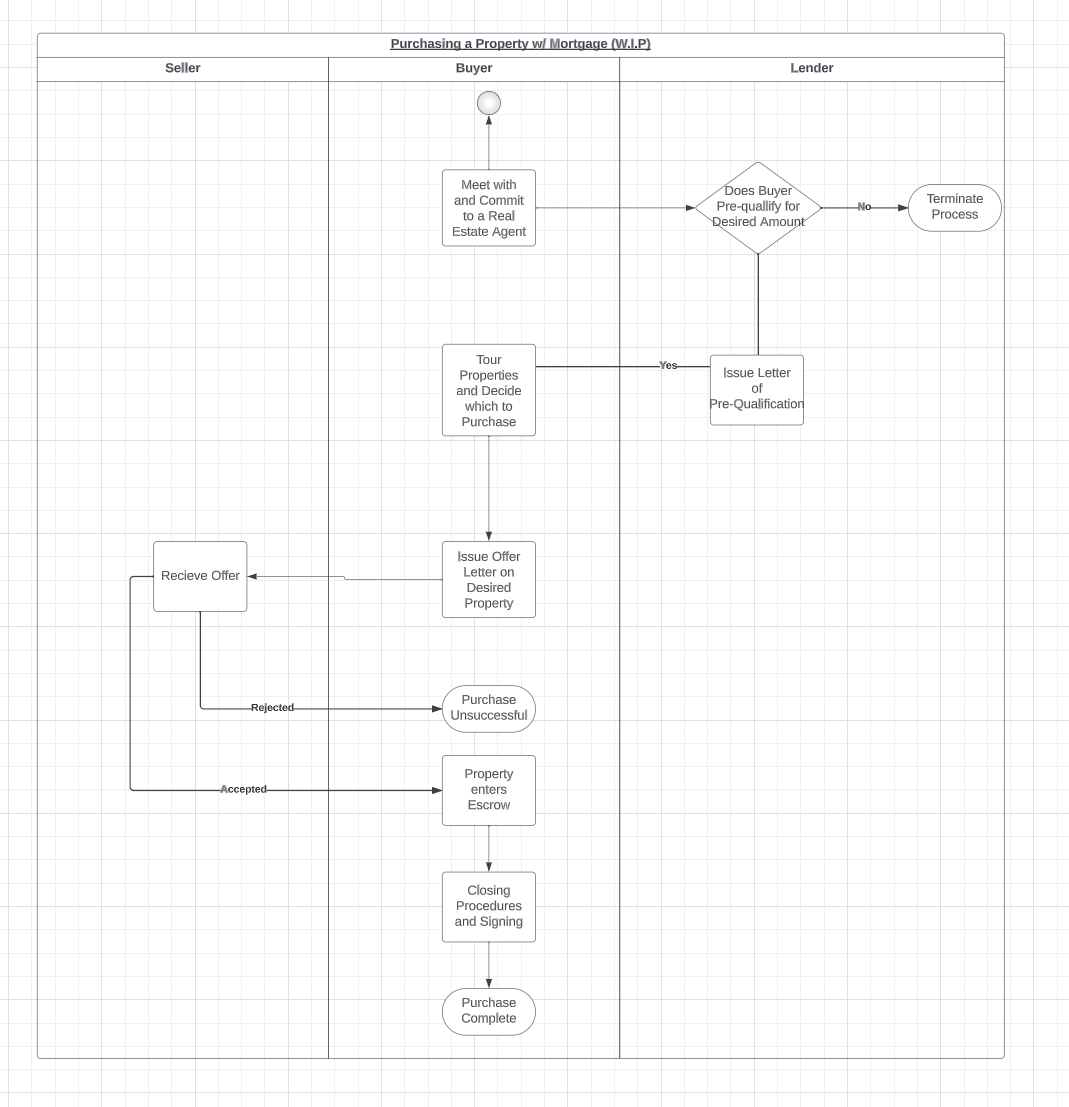 Purchasing a Property w/ Mortgage (W.I.P)
Seller
Buyer
Lender
Meet with
and Commit
to a Real
Estate Agent
Does Buyer
Pre-quallify for
Desired Amount
No
Terminate
Process
Tour
Properties
and Decide
which to
Purchase
Yes
Issue Letter
of
Pre-Qualification
Recieve Offer
Issue Offer
Letter on
Desired
Property
Rejected
Purchase
Unsuccessful
Accepted
Property
enters
Escrow
Closing
Procedures
and Signing
Purchase
Complete